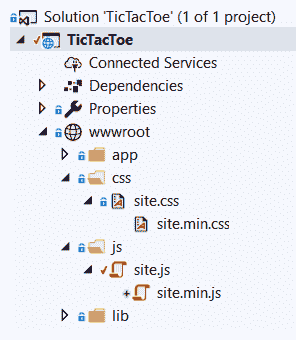 Solution 'TicTacToe' (1 of 1 project)
TicTacToe
Connected Services
Dependencies
Properties
wwwroot
app
css
site.css
site.min.css
js
site.js
site.min.js
lib